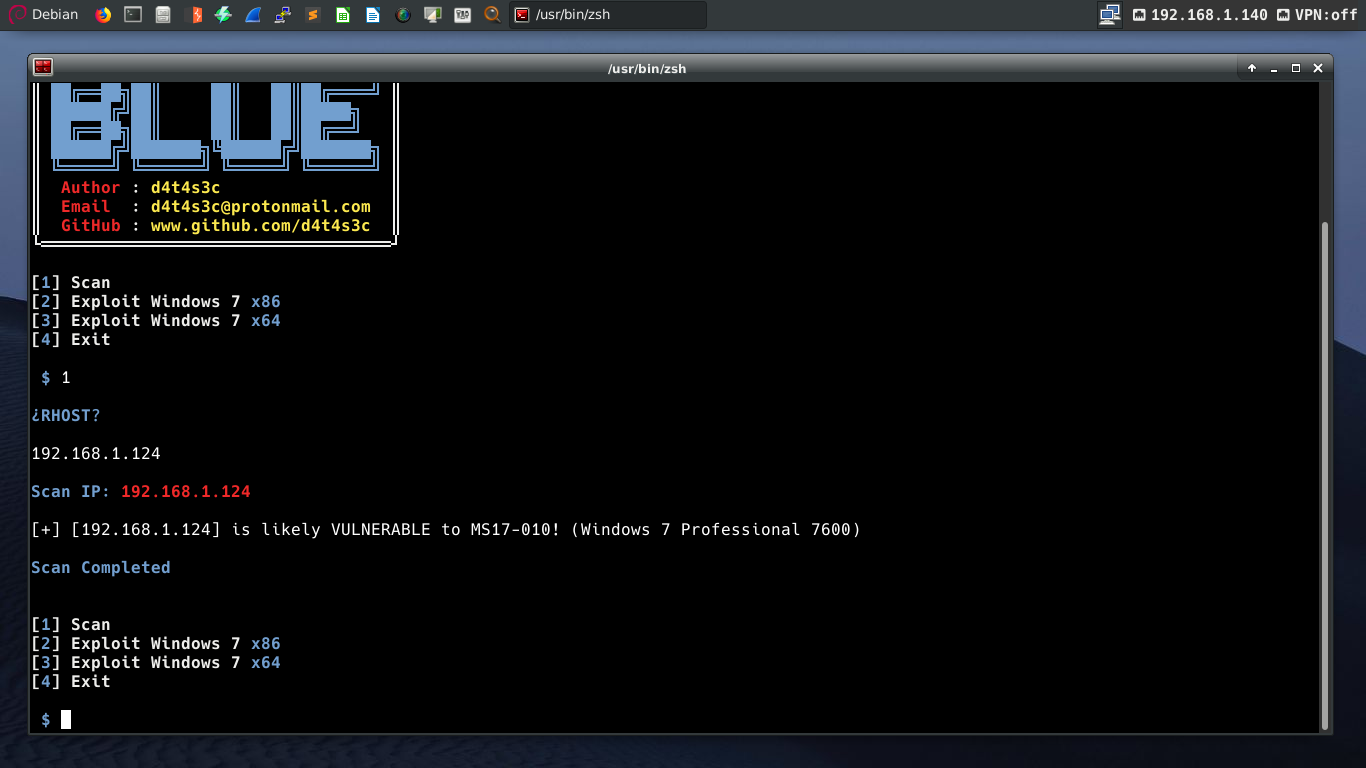 Debian
/usr/bin/zsh
192.168.1.140
VPN:off
/usr/bin/zsh
BLUE
Author : d4t4s3c
Email  : d4t4s3c@protonmail.com
GitHub : www.github.com/d4t4s3c
[1] Scan
[2] Exploit Windows 7 x86
[3] Exploit Windows 7 x64
[4] Exit
$ 1
¿RHOST?
192.168.1.124
Scan IP: 192.168.1.124
[+] [192.168.1.124] is likely VULNERABLE to MS17-010! (Windows 7 Professional 7600)
Scan Completed
[1] Scan
[2] Exploit Windows 7 x86
[3] Exploit Windows 7 x64
[4] Exit
$